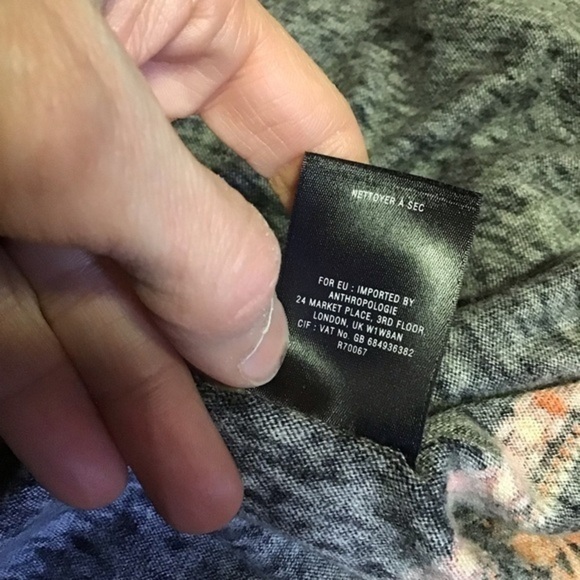 NETTOYER À SEC
FOR EU : IMPORTED BY
ANTHROPOLOGIE
24 MARKET PLACE, 3RD FLOOR,
LONDON, UK W1W8AN
CIF : VAT No GB 684936382
R70067